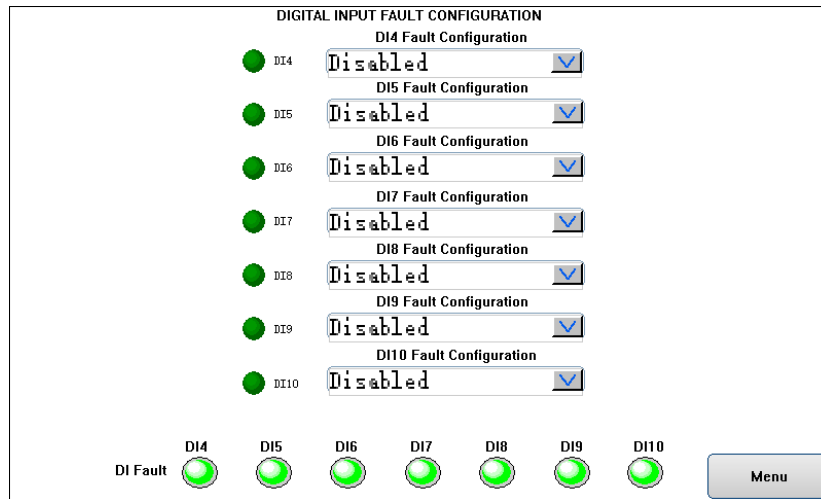 DIGITAL INPUT FAULT CONFIGURATION
DI4 Fault Configuration
DI4 Disabled
DI5 Fault Configuration
DI5 Disabled
DI6 Fault Configuration
DI6 Disabled
DI7 Fault Configuration
DI7 Disabled
DI8 Fault Configuration
DI8 Disabled
DI9 Fault Configuration
DI9 Disabled
DI10 Fault Configuration
DI10 Disabled
DI4 DI5 DI6 DI7 DI8 DI9 DI10
DI Fault
Menu